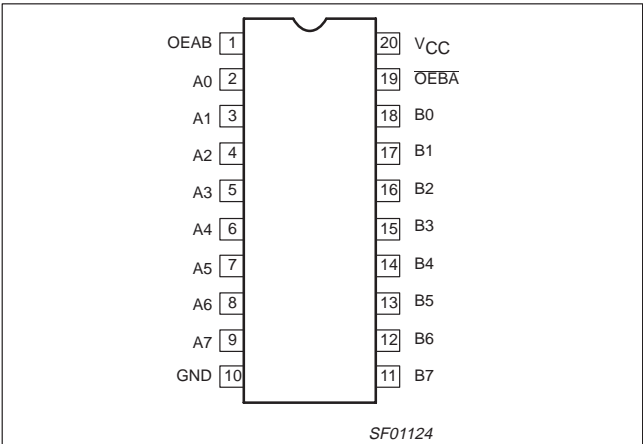 OEAB 1 20 VCC
A0 2 19 O̅E̅B̅A̅
A1 3 18 B0
A2 4 17 B1
A3 5 16 B2
A4 6 15 B3
A5 7 14 B4
A6 8 13 B5
A7 9 12 B6
GND 10 11 B7
SF01124